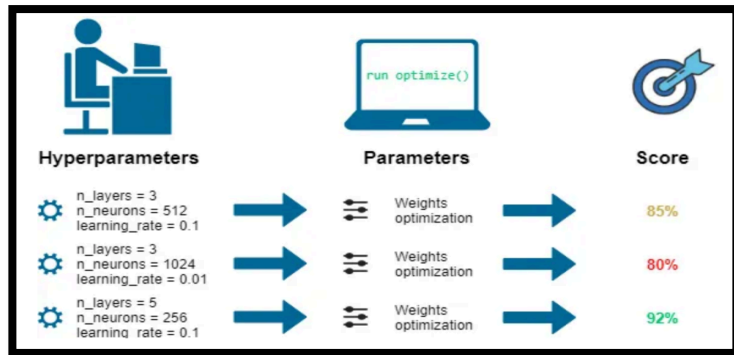 run optimize()
Hyperparameters
Parameters
Score
n_layers = 3
n_neurons = 512
learning_rate = 0.1
Weights
optimization
85%
n_layers = 3
n_neurons = 1024
learning_rate = 0.01
Weights
optimization
80%
n_layers = 5
n_neurons = 256
learning_rate = 0.1
Weights
optimization
92%